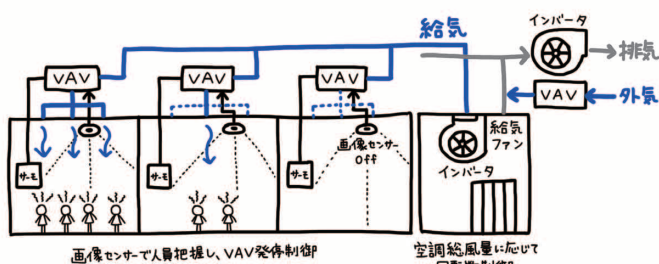 インバータ
給気
排気
VAV
VAV
VAV
VAV
外気
画像センサー
Off
給気
ファン
インバータ
サーモ
サーモ
サーモ
画像センサーで人員把握し、VAV発停制御
空調総風量に応じて